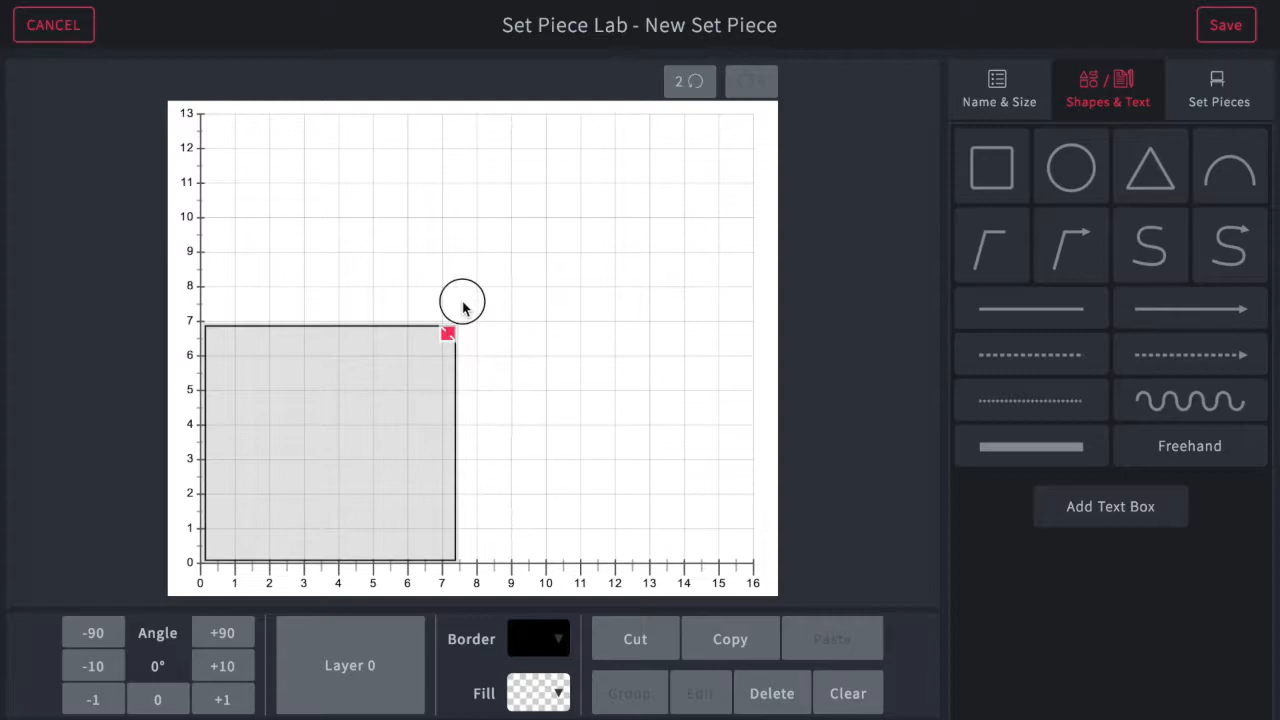 CANCEL
Set Piece Lab - New Set Piece
Save
2
Name & Size
Shapes & Text
Set Pieces
13
12
11
10
9
8
7
6
5
4
3
2
1
0
0 1 2 3 4 5 6 7 8 9 10 11 12 13 14 15 16
Freehand
Add Text Box
-90 Angle +90
-10 0° +10
-1 0 +1
Layer 0
Border
Fill
Cut Copy Paste
Group Edit Delete Clear